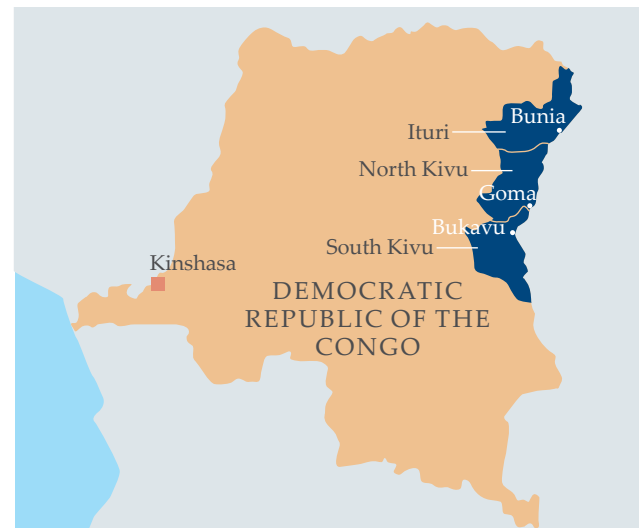 Bunia
Ituri
North Kivu
Goma
Bukavu
South Kivu
Kinshasa
DEMOCRATIC
REPUBLIC OF THE
CONGO